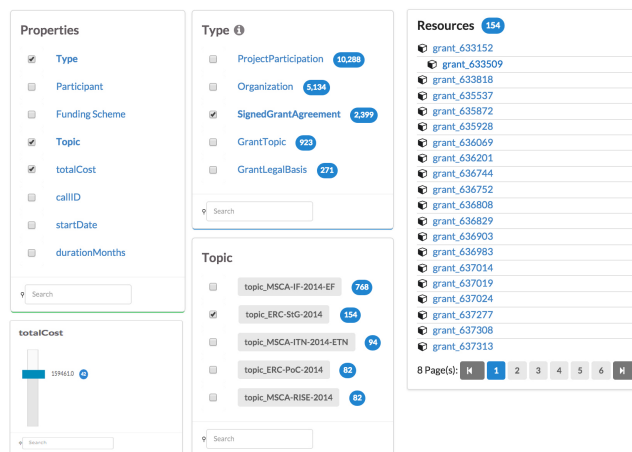 Properties
Type
Participant
Funding Scheme
Topic
totalCost
callID
startDate
durationMonths
Search
totalCost
159461.0 42
Search
Type
ProjectParticipation 10,288
Organization 5,134
SignedGrantAgreement 2,399
GrantTopic 923
GrantLegalBasis 271
Search
Topic
topic_MSCA-IF-2014-EF 768
topic_ERC-StG-2014 154
topic_MSCA-ITN-2014-ETN 94
topic_ERC-PoC-2014 82
topic_MSCA-RISE-2014 82
Search
Resources 154
grant_633152
grant_633509
grant_633818
grant_635537
grant_635872
grant_635928
grant_636069
grant_636201
grant_636744
grant_636752
grant_636808
grant_636829
grant_636903
grant_636983
grant_637014
grant_637019
grant_637024
grant_637277
grant_637308
grant_637313
8 Page(s): 1 2 3 4 5 6